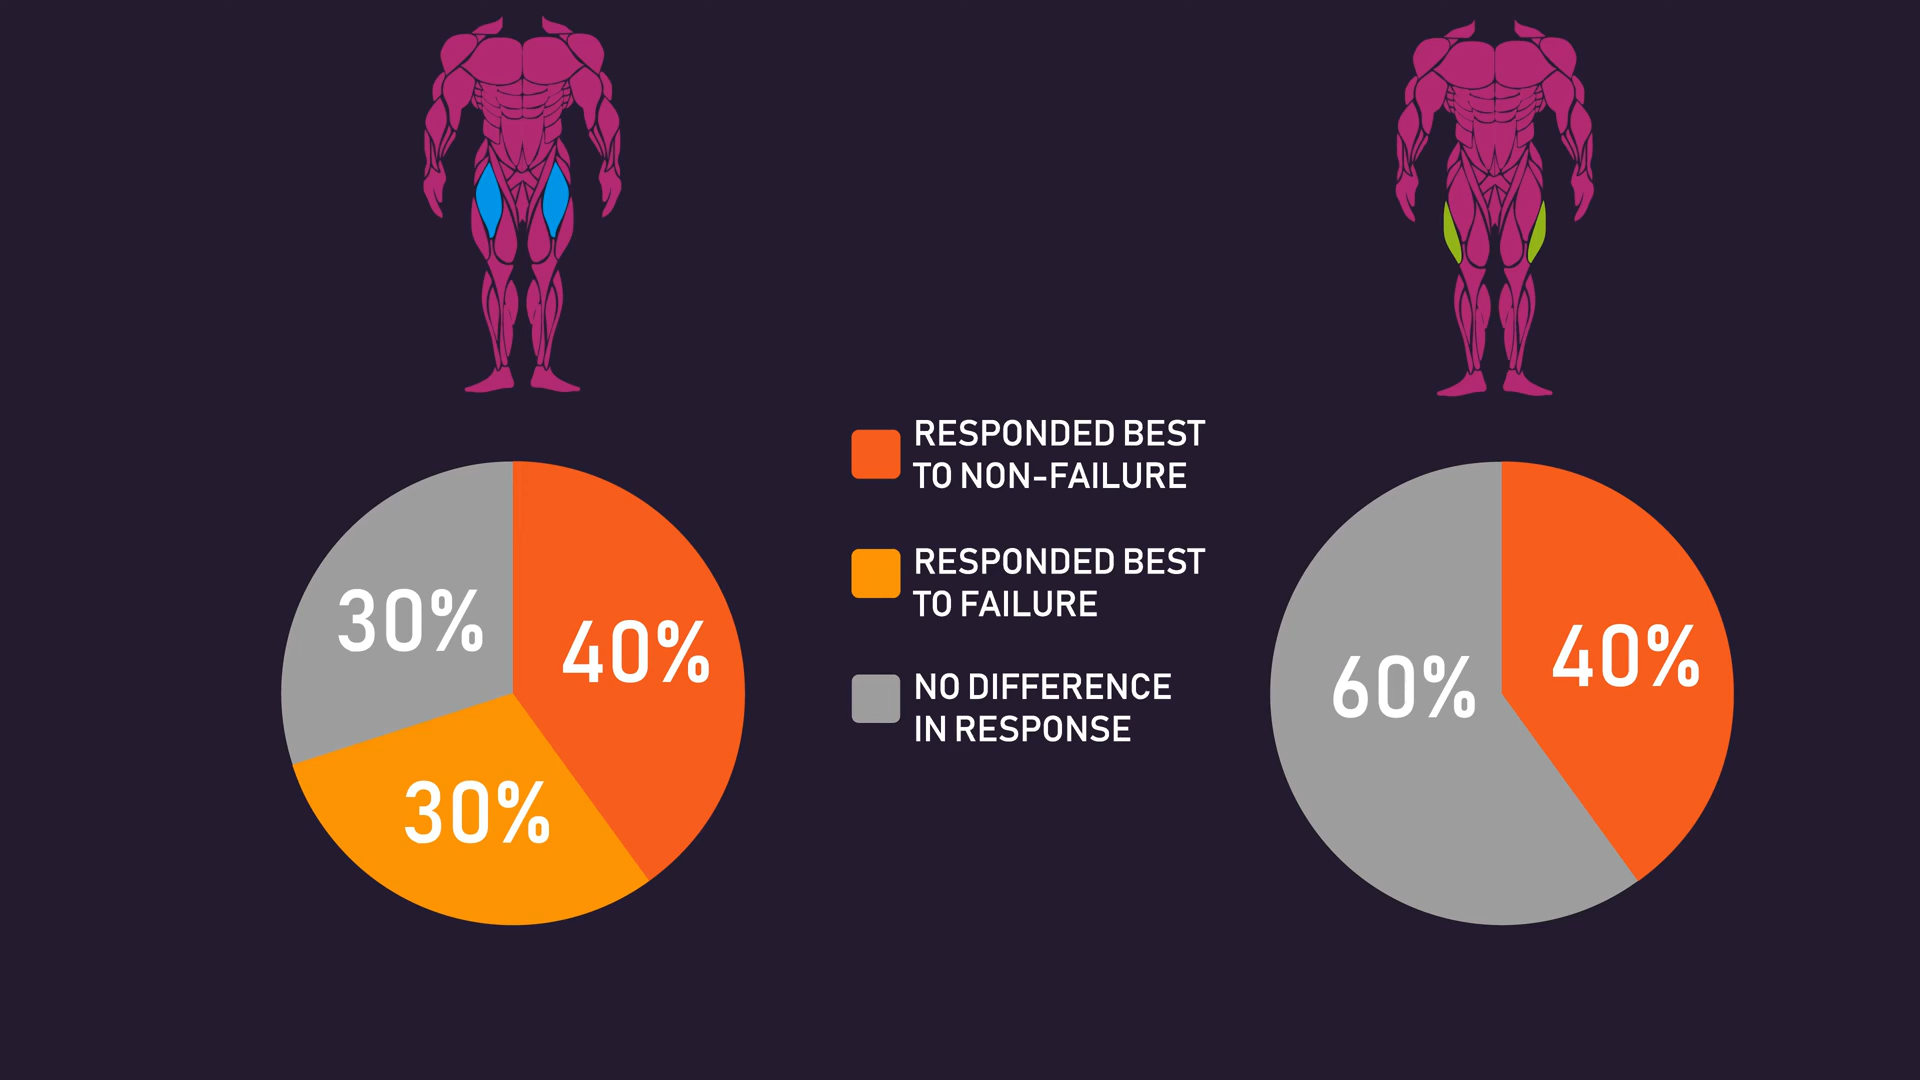 RESPONDED BEST
TO NON-FAILURE
RESPONDED BEST
TO FAILURE
NO DIFFERENCE
IN RESPONSE
30%
40%
30%
60%
40%